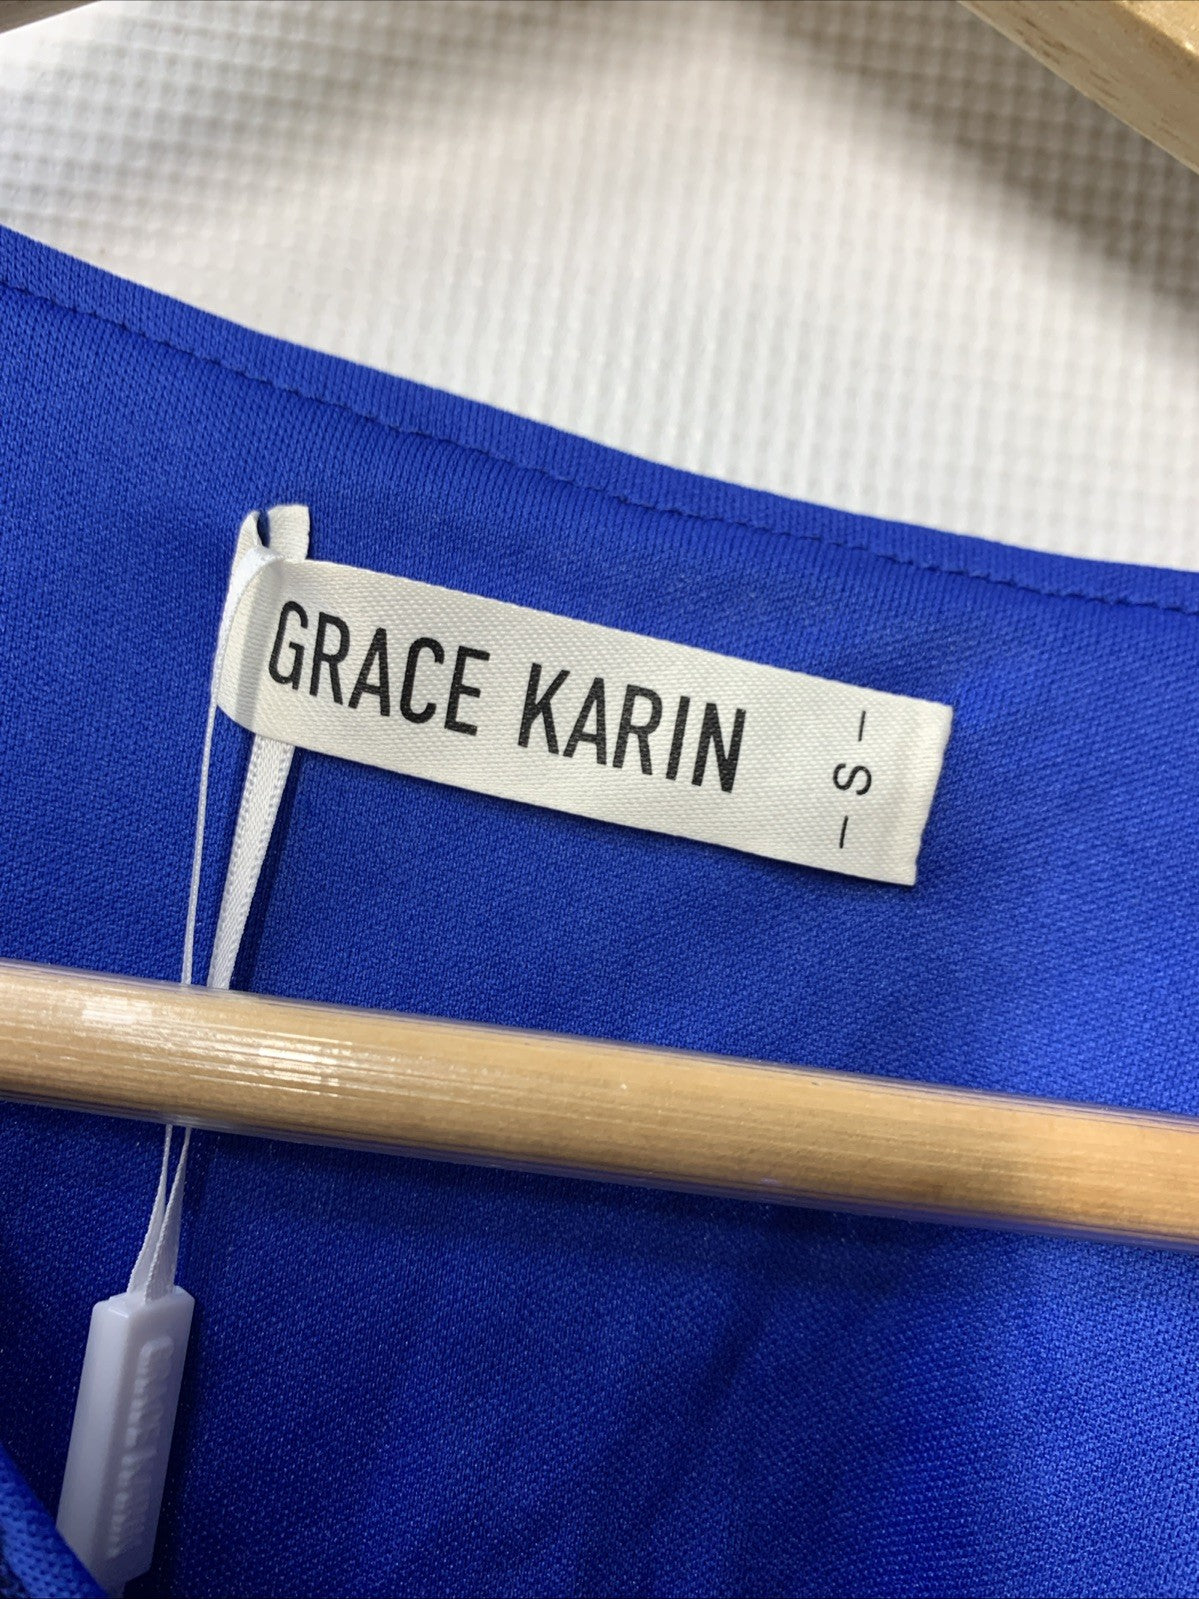 GRACE KARIN
– S –